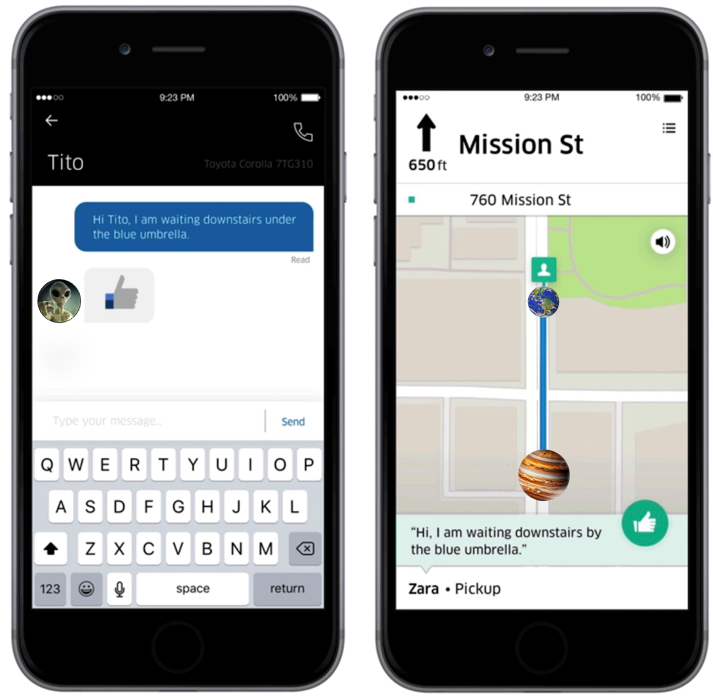 9:23 PM
100%
Tito
Toyota Corolla 7TG310
Hi Tito, I am waiting downstairs under
the blue umbrella.
Read
Type your message..
Send
Q W E R T Y U I O P
A S D F G H J K L
Z X C V B N M
123
space
return
9:23 PM
100%
650 ft
Mission St
760 Mission St
"Hi, I am waiting downstairs by
the blue umbrella."
Zara • Pickup